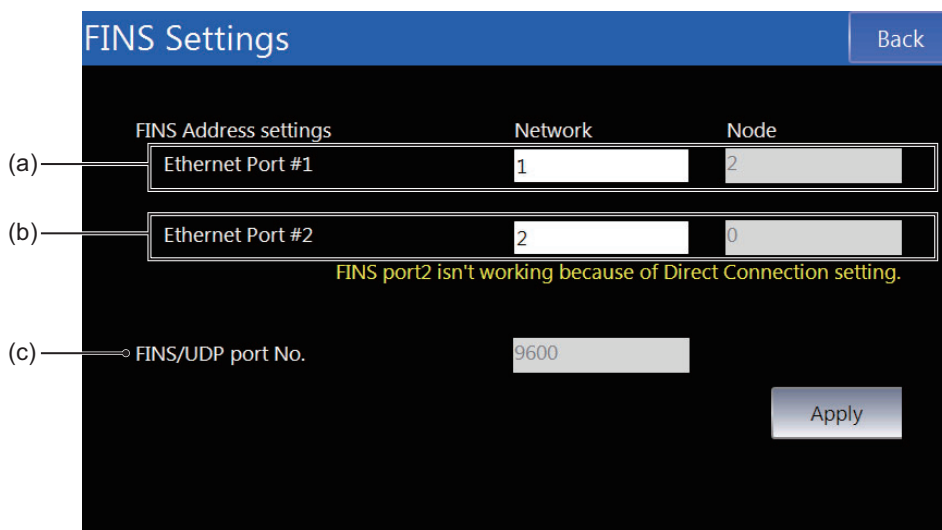 FINS Settings Back
FINS Address settings Network Node
(a) Ethernet Port #1 1 2
(b) Ethernet Port #2 2 0
FINS port2 isn't working because of Direct Connection setting.
(c) FINS/UDP port No. 9600
Apply